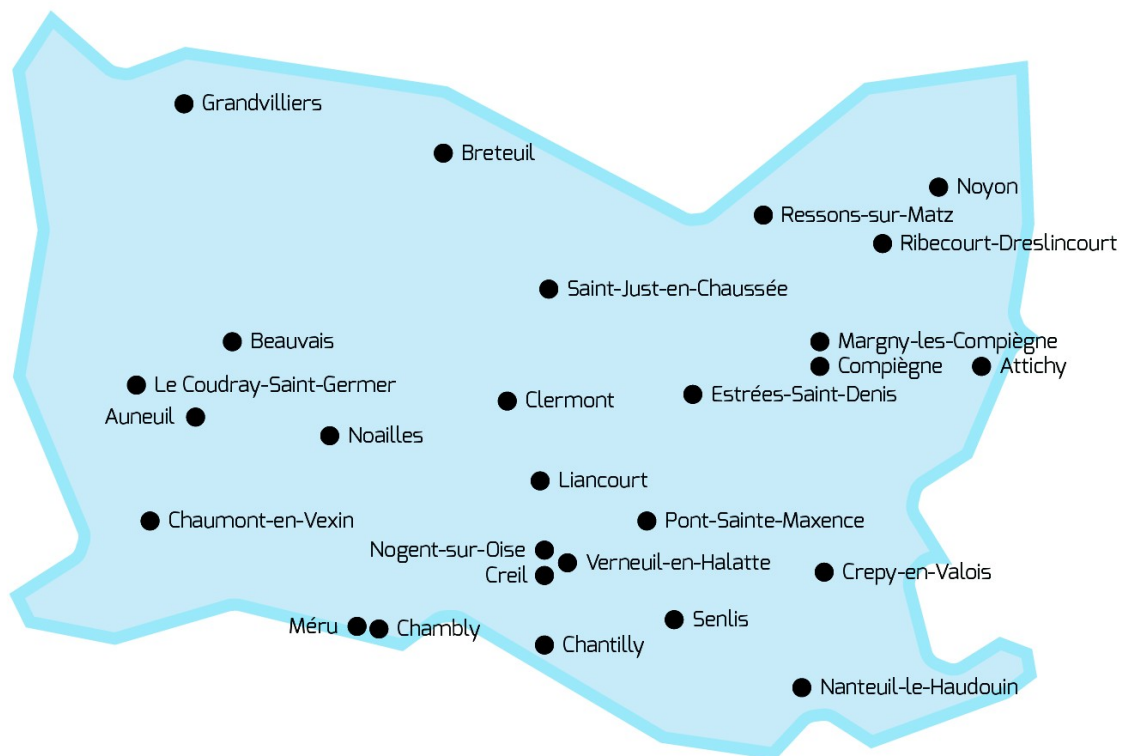 Grandvilliers
Breteuil
Noyon
Ressons-sur-Matz
Ribecourt-Dreslincourt
Saint-Just-en-Chaussée
Beauvais
Margny-les-Compiègne
Compiègne
Attichy
Le Coudray-Saint-Germer
Estrées-Saint-Denis
Clermont
Auneuil
Noailles
Liancourt
Chaumont-en-Vexin
Pont-Sainte-Maxence
Nogent-sur-Oise
Verneuil-en-Halatte
Creil
Crepy-en-Valois
Senlis
Méru
Chambly
Chantilly
Nanteuil-le-Haudouin